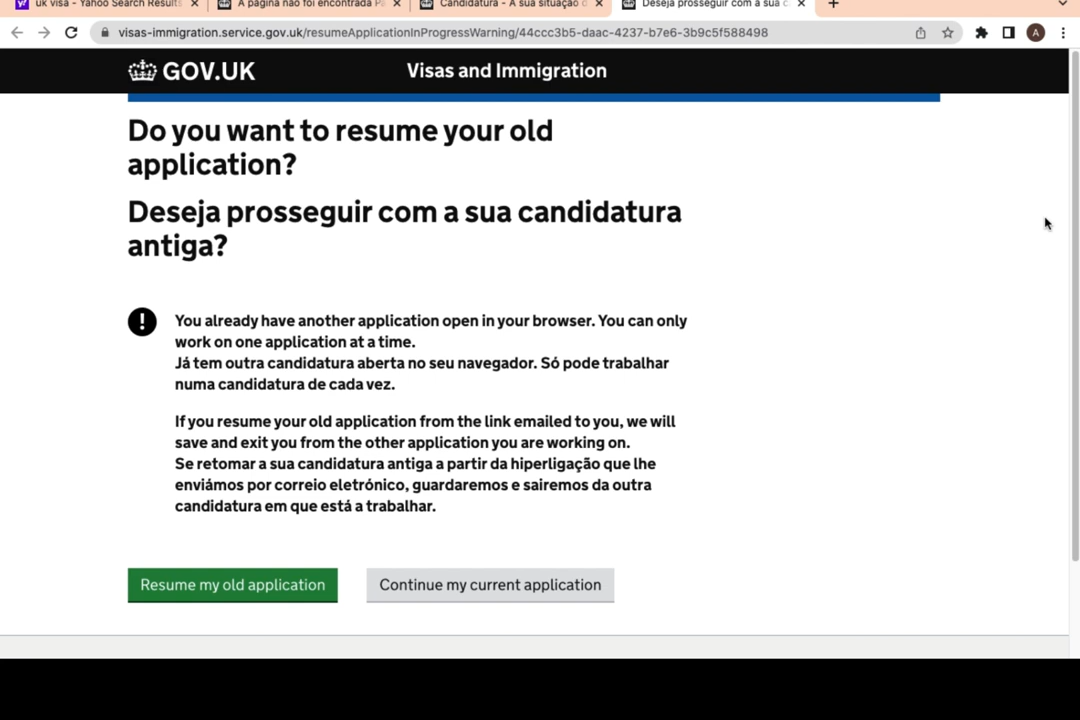 uk visa - Yahoo Search Results
A página não foi encontrada
Candidatura - A sua situação
Deseja prosseguir com a sua c
visas-immigration.service.gov.uk/resumeApplicationInProgressWarning/44ccc3b5-daac-4237-b7e6-3b9c5f588498
A
GOV.UK
Visas and Immigration
Do you want to resume your old
application?
Deseja prosseguir com a sua candidatura
antiga?
You already have another application open in your browser. You can only
work on one application at a time.
Já tem outra candidatura aberta no seu navegador. Só pode trabalhar
numa candidatura de cada vez.
If you resume your old application from the link emailed to you, we will
save and exit you from the other application you are working on.
Se retomar a sua candidatura antiga a partir da hiperligação que lhe
enviámos por correio eletrónico, guardaremos e sairemos da outra
candidatura em que está a trabalhar.
Resume my old application
Continue my current application